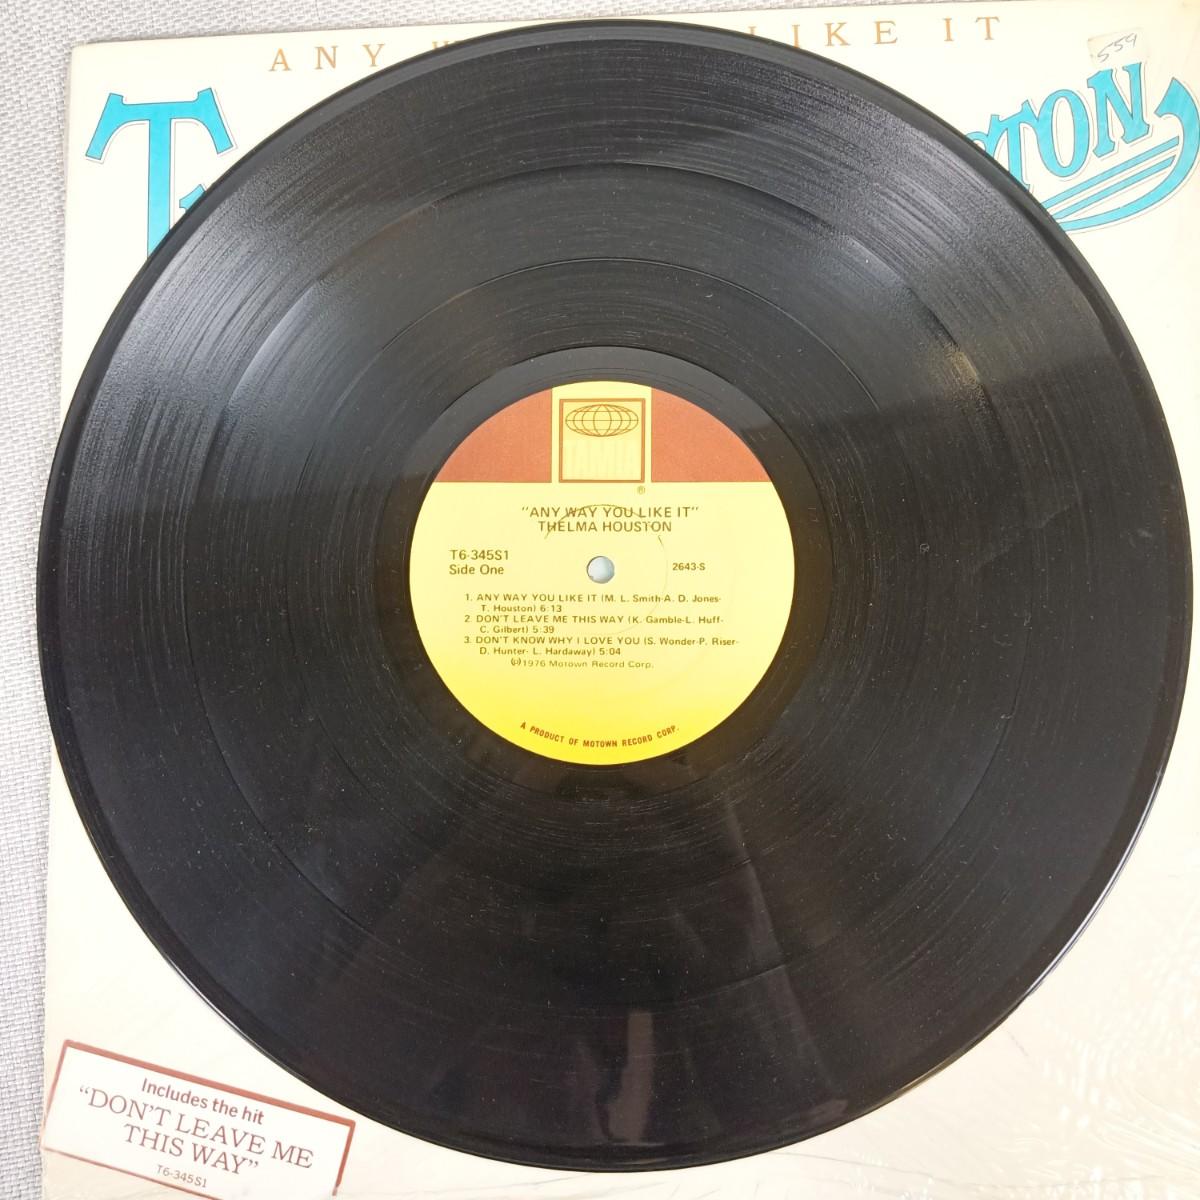 ANY LIKE IT
559
TON
"ANY WAY YOU LIKE IT"
THELMA HOUSTON
T6-345S1
Side One
2643-S
1. ANY WAY YOU LIKE IT (M. L. Smith-A. D. Jones-
T. Houston) 6:13
2. DON'T LEAVE ME THIS WAY (K. Gamble-L. Huff-
C. Gilbert) 5:39
3. DON'T KNOW WHY I LOVE YOU (S. Wonder-P. Riser-
D. Hunter- L. Hardaway) 5:04
℗1976 Motown Record Corp.
A PRODUCT OF MOTOWN RECORD CORP.
Includes the hit
"DON'T LEAVE ME
THIS WAY"
T6-345S1